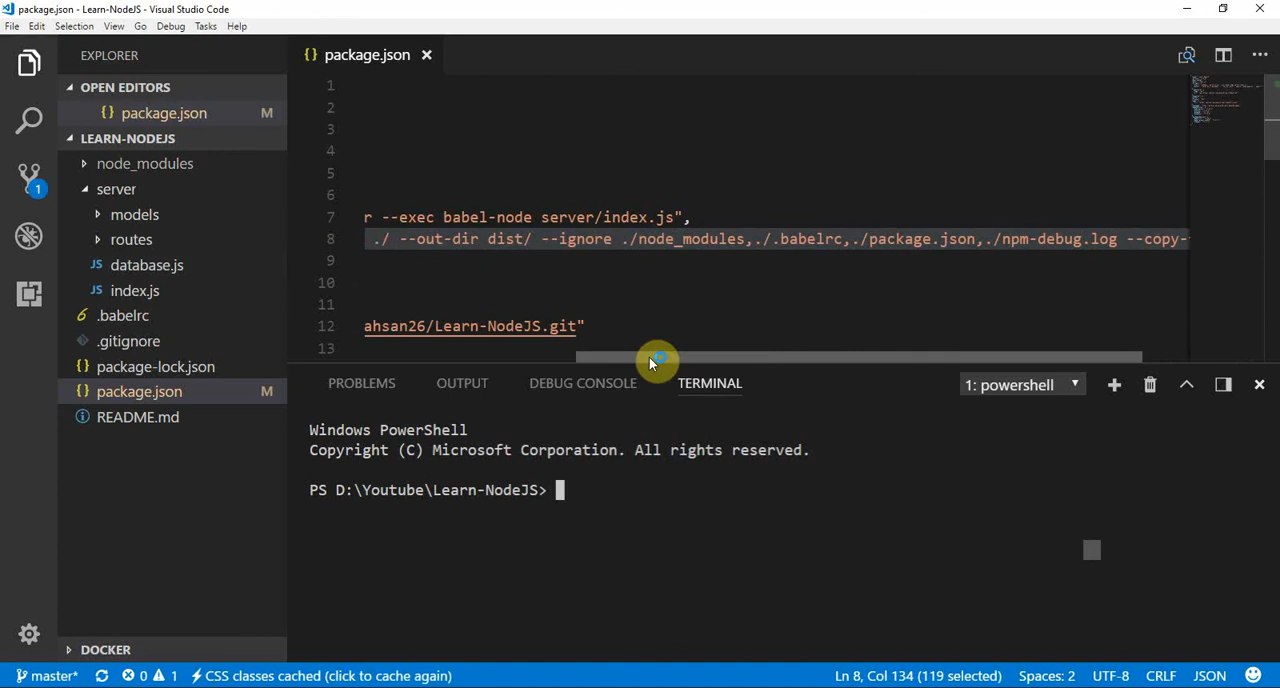 package.json - Learn-NodeJS - Visual Studio Code
File Edit Selection View Go Debug Tasks Help
EXPLORER
OPEN EDITORS
{} package.json M
LEARN-NODEJS
node_modules
server
models
routes
JS database.js
JS index.js
.babelrc
.gitignore
{} package-lock.json
{} package.json M
README.md
DOCKER
1
{} package.json
1
2
3
4
5
6
7 r --exec babel-node server/index.js",
8 ./ --out-dir dist/ --ignore ./node_modules,./.babelrc,./package.json,./npm-debug.log --copy-
9
10
11
12 ahsan26/Learn-NodeJS.git"
13
PROBLEMS OUTPUT DEBUG CONSOLE TERMINAL 1: powershell
Windows PowerShell
Copyright (C) Microsoft Corporation. All rights reserved.
PS D:\Youtube\Learn-NodeJS>
master* 0 1 CSS classes cached (click to cache again) Ln 8, Col 134 (119 selected) Spaces: 2 UTF-8 CRLF JSON